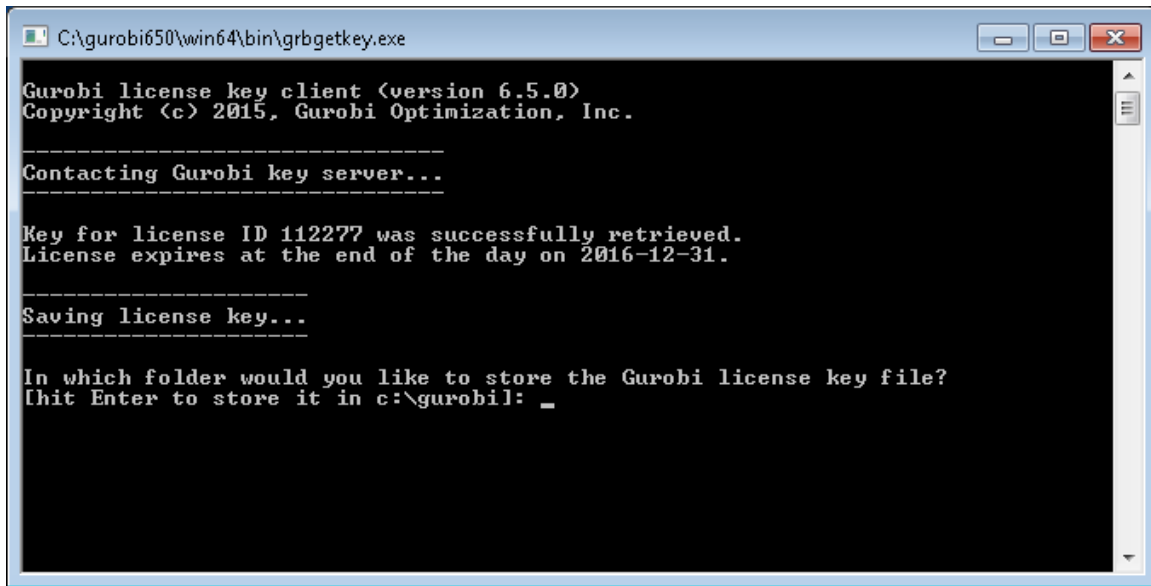 C:\gurobi650\win64\bin\grbgetkey.exe
Gurobi license key client (version 6.5.0)
Copyright (c) 2015, Gurobi Optimization, Inc.
-------------------------------
Contacting Gurobi key server...
-------------------------------
Key for license ID 112277 was successfully retrieved.
License expires at the end of the day on 2016-12-31.
---------------------
Saving license key...
---------------------
In which folder would you like to store the Gurobi license key file?
[hit Enter to store it in c:\gurobi]: _